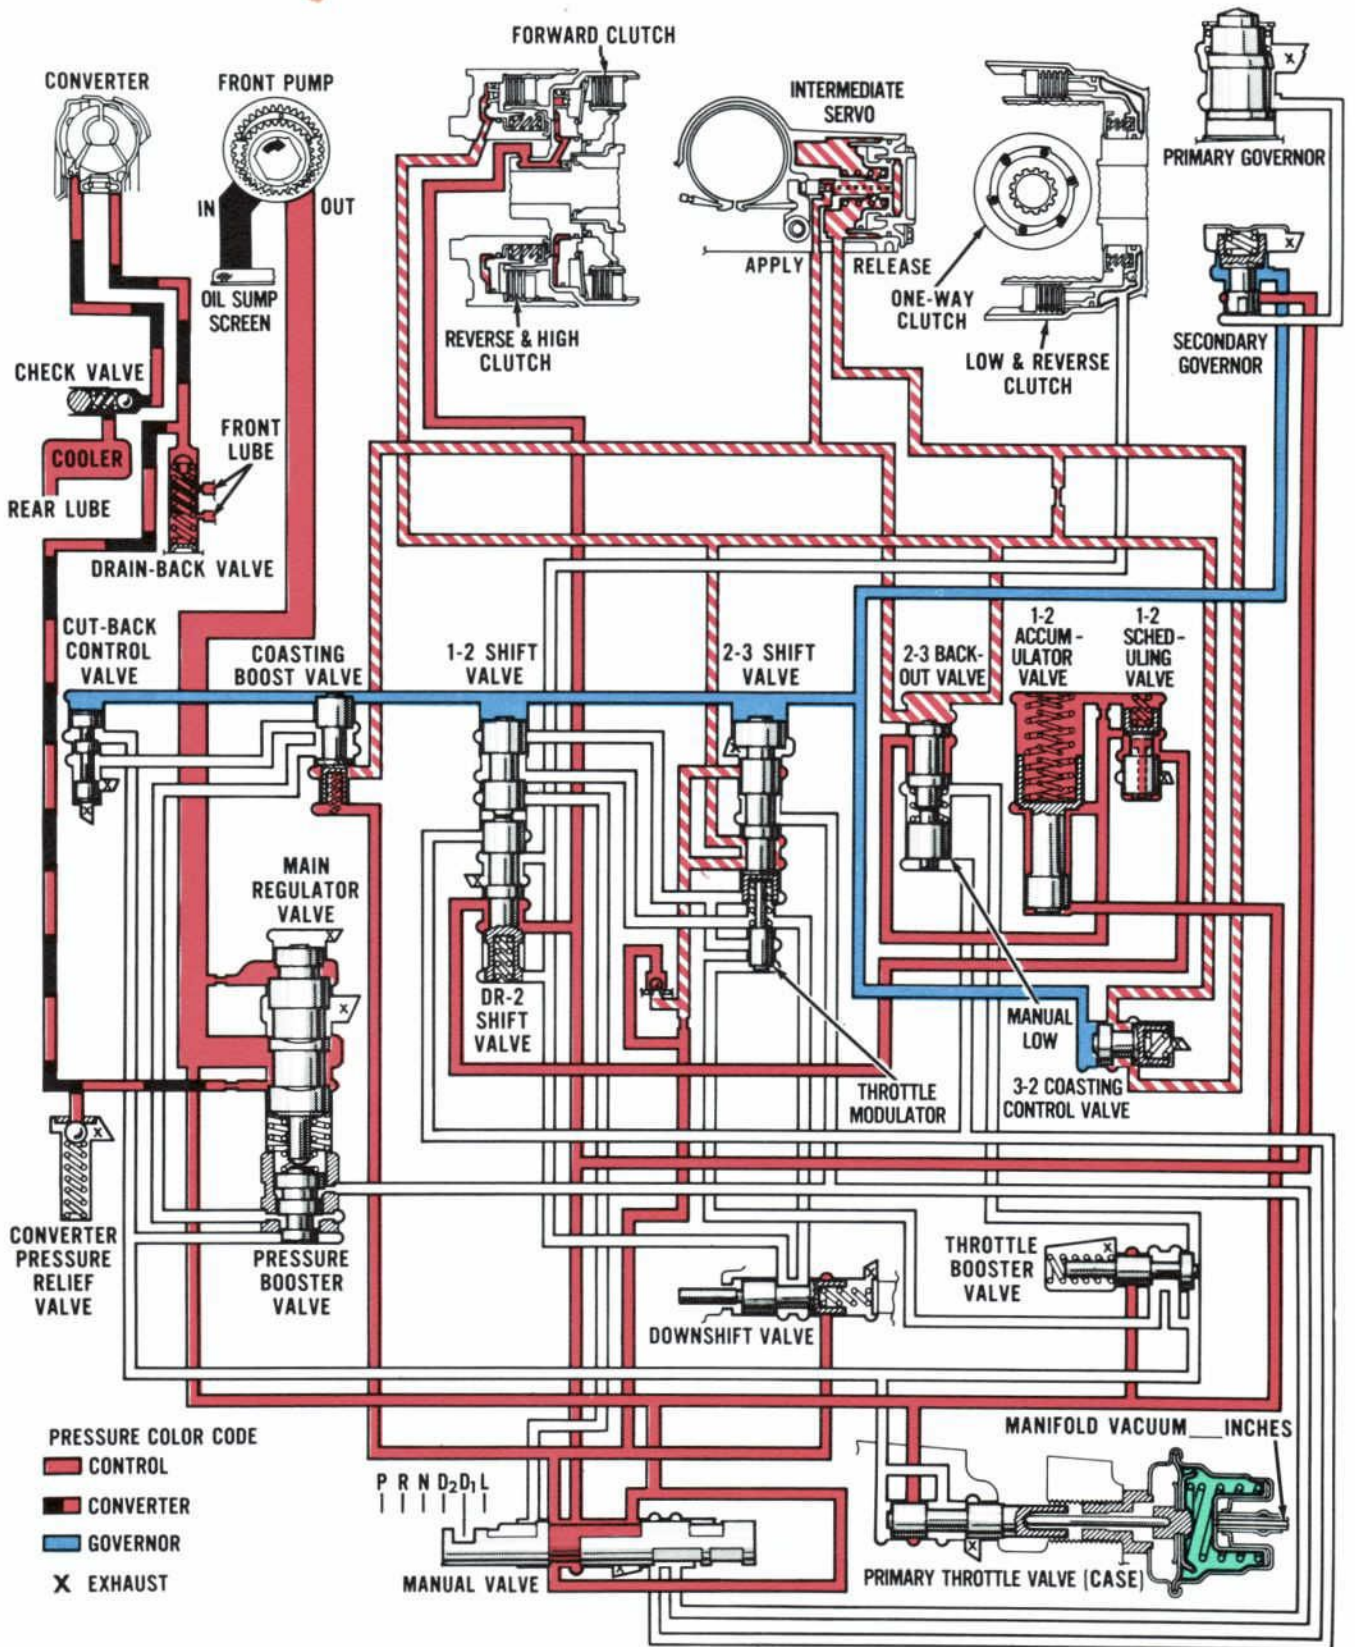 FORWARD CLUTCH
CONVERTER
FRONT PUMP
INTERMEDIATE
SERVO
X
PRIMARY GOVERNOR
IN
OUT
OIL SUMP
SCREEN
APPLY
RELEASE
ONE-WAY
CLUTCH
X
REVERSE & HIGH
CLUTCH
LOW & REVERSE
CLUTCH
SECONDARY
GOVERNOR
CHECK VALVE
FRONT
LUBE
COOLER
REAR LUBE
DRAIN-BACK VALVE
CUT-BACK
CONTROL
VALVE
COASTING
BOOST VALVE
1-2 SHIFT
VALVE
2-3 SHIFT
VALVE
2-3 BACK-
OUT VALVE
1-2
ACCUM-
ULATOR
VALVE
1-2
SCHED-
ULING
VALVE
X
X
X
X
X
MAIN
REGULATOR
VALVE
X
X
DR-2
SHIFT
VALVE
MANUAL
LOW
THROTTLE
MODULATOR
3-2 COASTING
CONTROL VALVE
X
X
CONVERTER
PRESSURE
RELIEF
VALVE
PRESSURE
BOOSTER
VALVE
THROTTLE
BOOSTER
VALVE
X
X
DOWNSHIFT VALVE
MANIFOLD VACUUM___INCHES
PRESSURE COLOR CODE
CONTROL
CONVERTER
GOVERNOR
X EXHAUST
P R N D2 D1 L
X
MANUAL VALVE
X
PRIMARY THROTTLE VALVE (CASE)